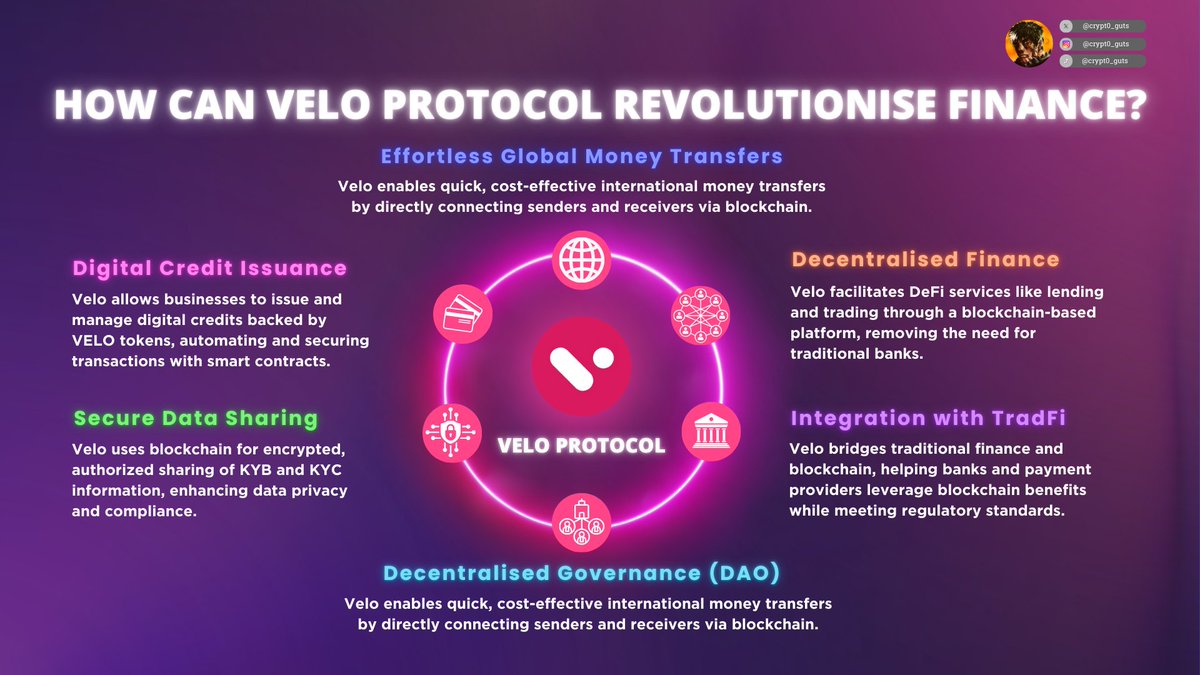 @crypt0_guts
@crypt0_guts
@crypt0_guts
HOW CAN VELO PROTOCOL REVOLUTIONISE FINANCE?
Effortless Global Money Transfers
Velo enables quick, cost-effective international money transfers
by directly connecting senders and receivers via blockchain.
Digital Credit Issuance
Velo allows businesses to issue and
manage digital credits backed by
VELO tokens, automating and securing
transactions with smart contracts.
Decentralised Finance
Velo facilitates DeFi services like lending
and trading through a blockchain-based
platform, removing the need for
traditional banks.
Secure Data Sharing
Velo uses blockchain for encrypted,
authorized sharing of KYB and KYC
information, enhancing data privacy
and compliance.
VELO PROTOCOL
Integration with TradFi
Velo bridges traditional finance and
blockchain, helping banks and payment
providers leverage blockchain benefits
while meeting regulatory standards.
Decentralised Governance (DAO)
Velo enables quick, cost-effective international money transfers
by directly connecting senders and receivers via blockchain.